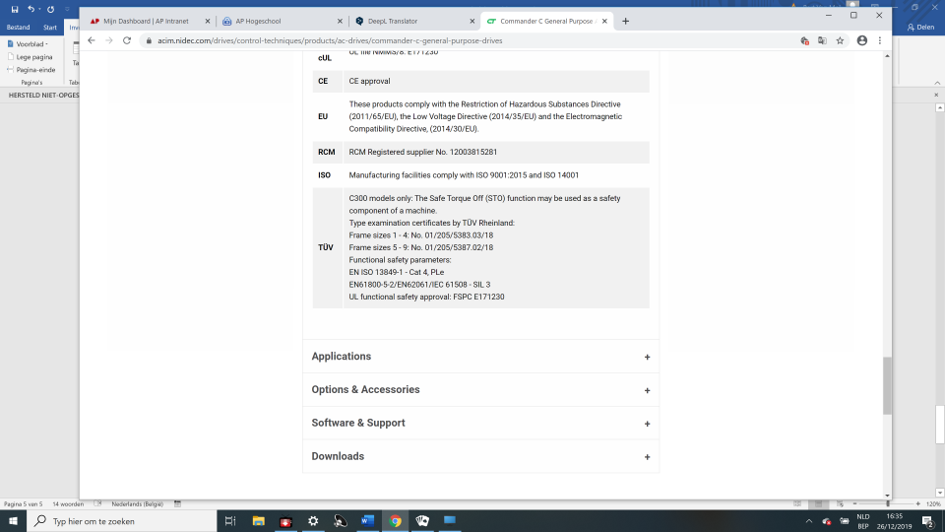 Mijn Dashboard | AP Intranet
AP Hogeschool
DeepL Translator
Commander C General Purpose
Bestand
Start
Delen
acim.nidec.com/drives/control-techniques/products/ac-drives/commander-c-general-purpose-drives
Voorblad
Lege pagina
Pagina-einde
Pagina's
HERSTELD NIET-OPGES
cUL
UL file NMMS/8: E171230
CE
CE approval
EU
These products comply with the Restriction of Hazardous Substances Directive
(2011/65/EU), the Low Voltage Directive (2014/35/EU) and the Electromagnetic
Compatibility Directive, (2014/30/EU).
RCM
RCM Registered supplier No. 12003815281
ISO
Manufacturing facilities comply with ISO 9001:2015 and ISO 14001
TÜV
C300 models only: The Safe Torque Off (STO) function may be used as a safety
component of a machine.
Type examination certificates by TÜV Rheinland:
Frame sizes 1 - 4: No. 01/205/5383.03/18
Frame sizes 5 - 9: No. 01/205/5387.02/18
Functional safety parameters:
EN ISO 13849-1 - Cat 4, PLe
EN61800-5-2/EN62061/IEC 61508 - SIL 3
UL functional safety approval: FSPC E171230
Applications +
Options & Accessories +
Software & Support +
Downloads +
Pagina 5 van 5 14 woorden Nederlands (België) 120%
Typ hier om te zoeken
NLD
BEP
16:35
26/12/2019